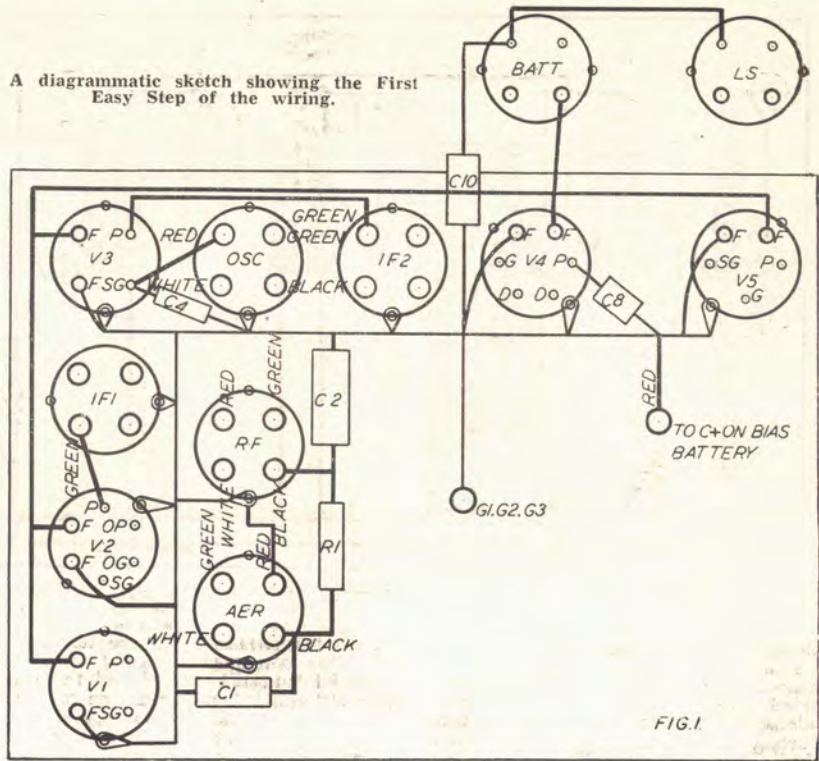 A diagrammatic sketch showing the First
Easy Step of the wiring.
BATT
LS
C10
F P
V3
FSG
RED
WHITE
C4
OSC
GREEN
GREEN
BLACK
IF2
F F
G V4 P
D D
C8
F F
SG P
V5
G
RED
TO C+ ON BIAS
BATTERY
G1.G2.G3
IF1
GREEN
RED
GREEN
RF
WHITE
BLACK
C2
R1
P
F OP
V2
F OG
SG
GREEN
RED
AER
WHITE
BLACK
C1
F P
V1
FSG
FIG.1.